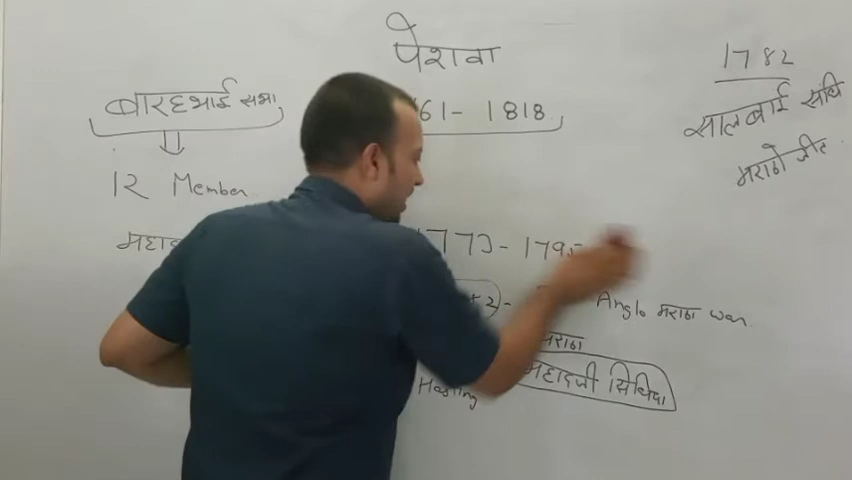 पेशवा
बारहभाई सभा
61- 1818
1782
सालबाई संधि
मराठो जीत
12 Member
महाद
1773-1795
+2-
Anglo मराठा war
मराठा
महादजी सिंधिया
Hasting